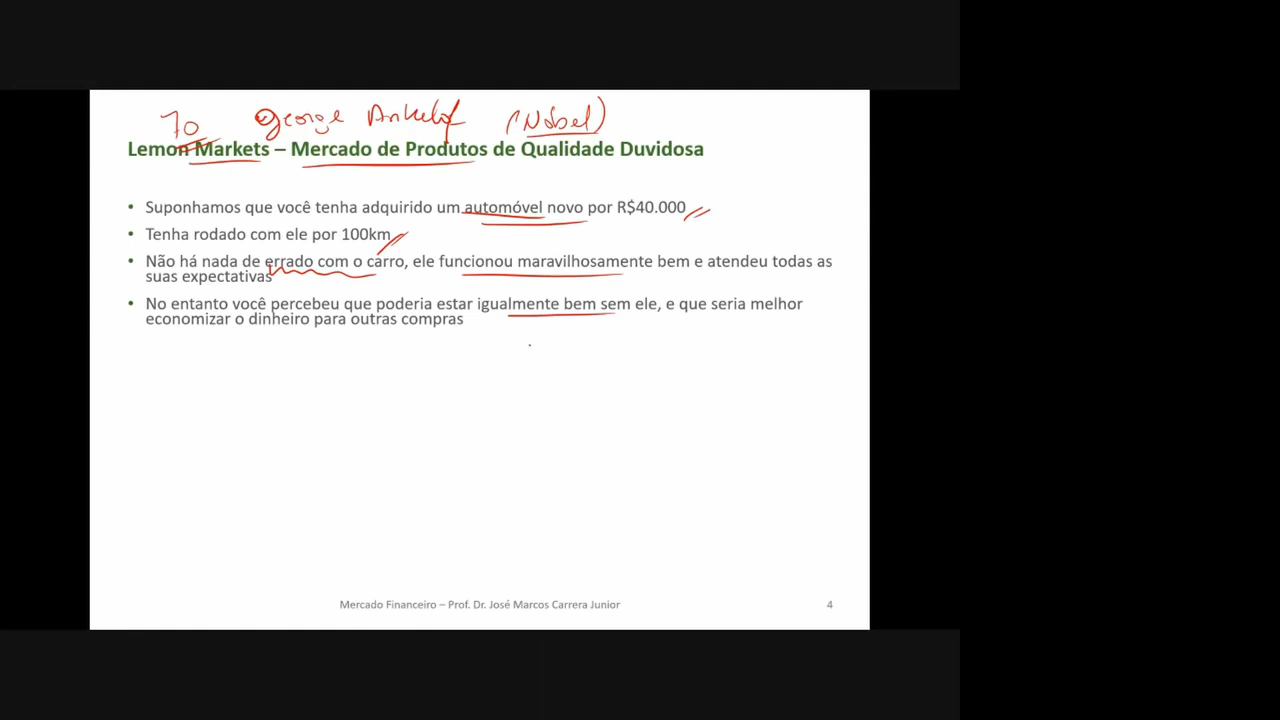 70 George Ankelof (Nobel)
Lemon Markets – Mercado de Produtos de Qualidade Duvidosa
• Suponhamos que você tenha adquirido um automóvel novo por R$40.000
• Tenha rodado com ele por 100km
• Não há nada de errado com o carro, ele funcionou maravilhosamente bem e atendeu todas as
suas expectativas
• No entanto você percebeu que poderia estar igualmente bem sem ele, e que seria melhor
economizar o dinheiro para outras compras
Mercado Financeiro – Prof. Dr. José Marcos Carrera Junior 4